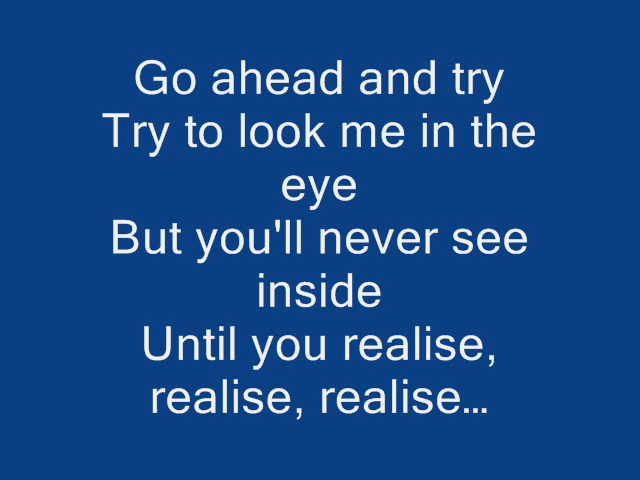 Go ahead and try
Try to look me in the
eye
But you'll never see
inside
Until you realise,
realise, realise...